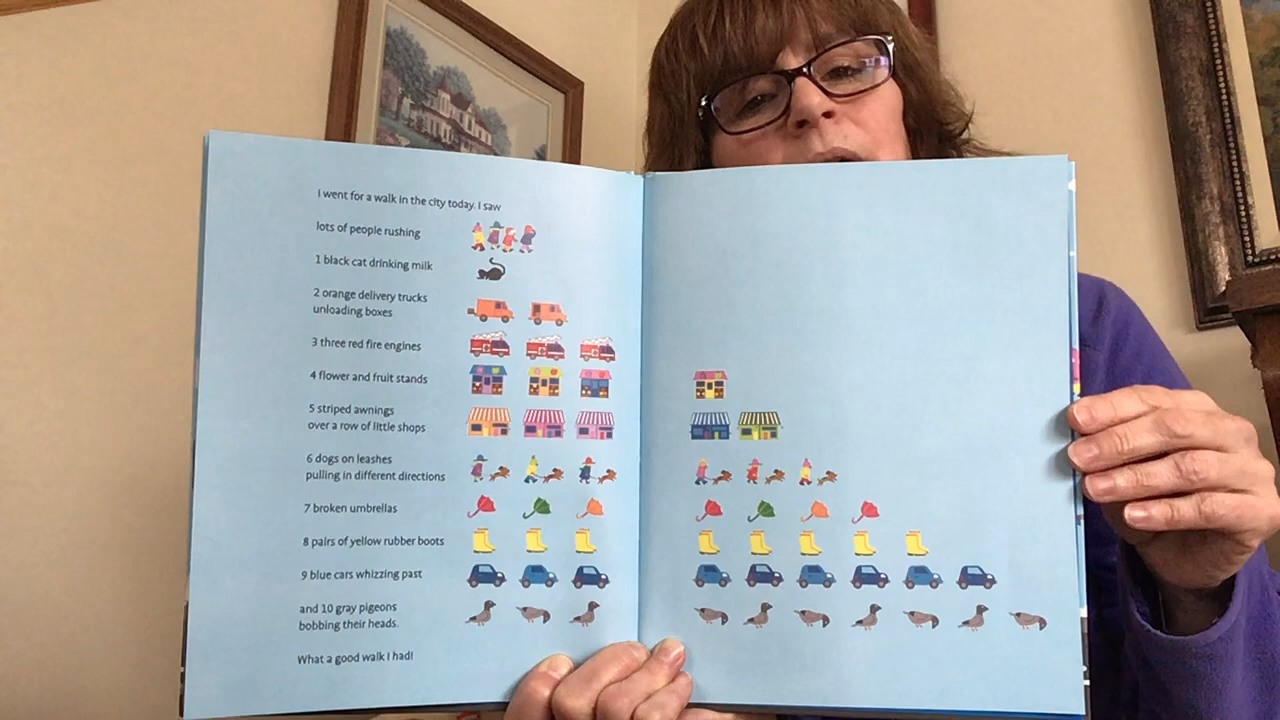 I went for a walk in the city today. I saw
lots of people rushing
1 black cat drinking milk
2 orange delivery trucks
unloading boxes
3 three red fire engines
4 flower and fruit stands
5 striped awnings
over a row of little shops
6 dogs on leashes
pulling in different directions
7 broken umbrellas
8 pairs of yellow rubber boots
9 blue cars whizzing past
and 10 gray pigeons
bobbing their heads.
What a good walk I had!